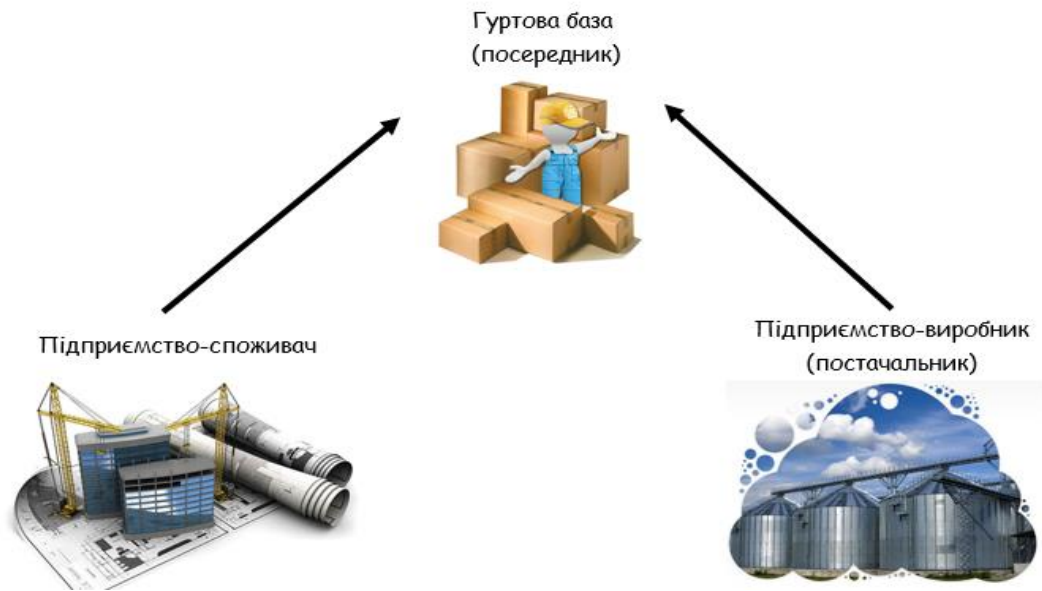 Гуртова база
(посередник)
Підприємство-споживач
Підприємство-виробник
(постачальник)